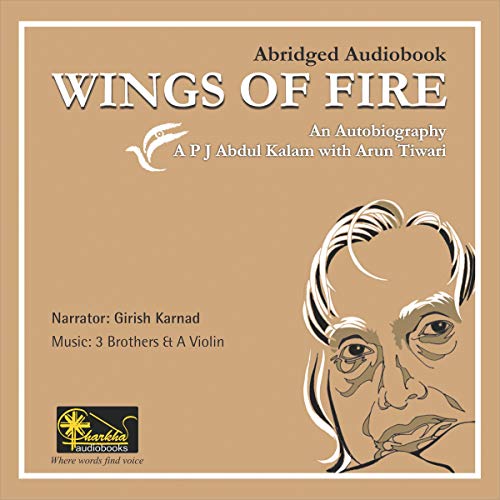 Abridged Audiobook
WINGS OF FIRE
An Autobiography
A P J Abdul Kalam with Arun Tiwari
Narrator: Girish Karnad
Music: 3 Brothers & A Violin
Charkha
audiobooks
Where words find voice